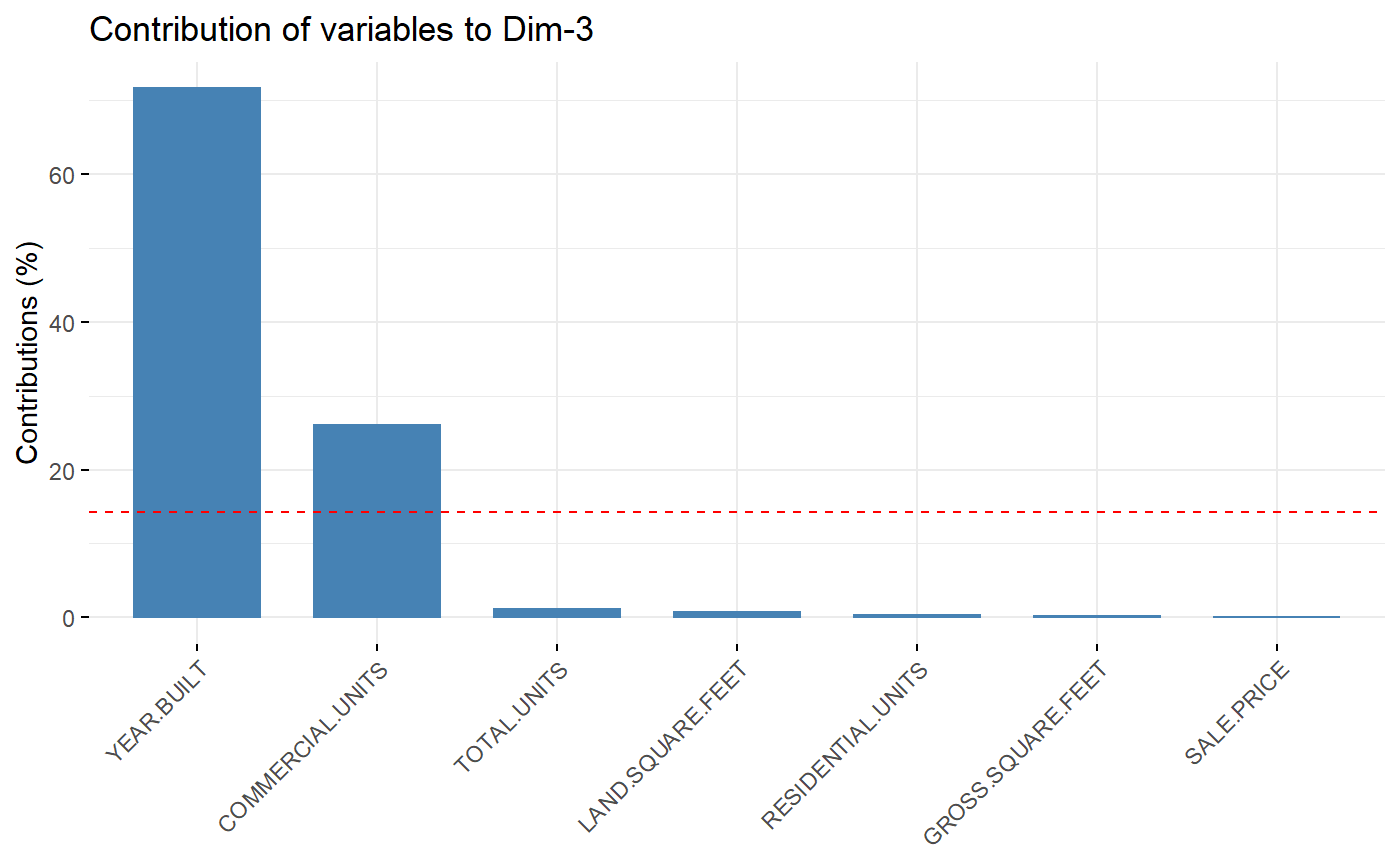 Contribution of variables to Dim-3
Contributions (%)
60
40
20
0
YEAR.BUILT
COMMERCIAL.UNITS
TOTAL.UNITS
LAND.SQUARE.FEET
RESIDENTIAL.UNITS
GROSS.SQUARE.FEET
SALE.PRICE